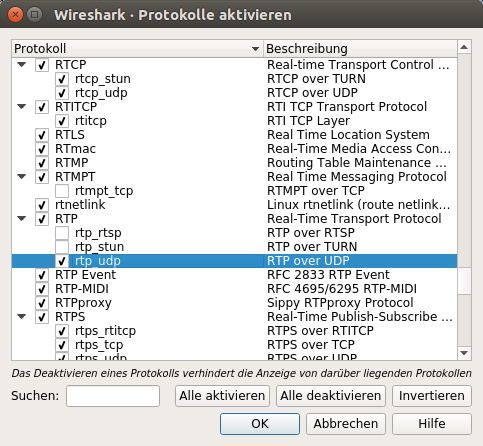 Wireshark · Protokolle aktivieren
Protokoll Beschreibung
RTCP Real-time Transport Control ...
rtcp_stun RTCP over TURN
rtcp_udp RTCP over UDP
RTITCP RTI TCP Transport Protocol
rtitcp RTI TCP Layer
RTLS Real Time Location System
RTmac Real-Time Media Access Con...
RTMP Routing Table Maintenance ...
RTMPT Real Time Messaging Protocol
rtmpt_tcp RTMPT over TCP
rtnetlink Linux rtnetlink (route netlink...
RTP Real-Time Transport Protocol
rtp_rtsp RTP over RTSP
rtp_stun RTP over TURN
rtp_udp RTP over UDP
RTP Event RFC 2833 RTP Event
RTP-MIDI RFC 4695/6295 RTP-MIDI
RTPproxy Sippy RTPproxy Protocol
RTPS Real-Time Publish-Subscribe ...
rtps_rtitcp RTPS over RTITCP
rtps_tcp RTPS over TCP
rtps_udp RTPS over UDP
Das Deaktivieren eines Protokolls verhindert die Anzeige von darüber liegenden Protokollen
Suchen: Alle aktivieren Alle deaktivieren Invertieren
OK Abbrechen Hilfe